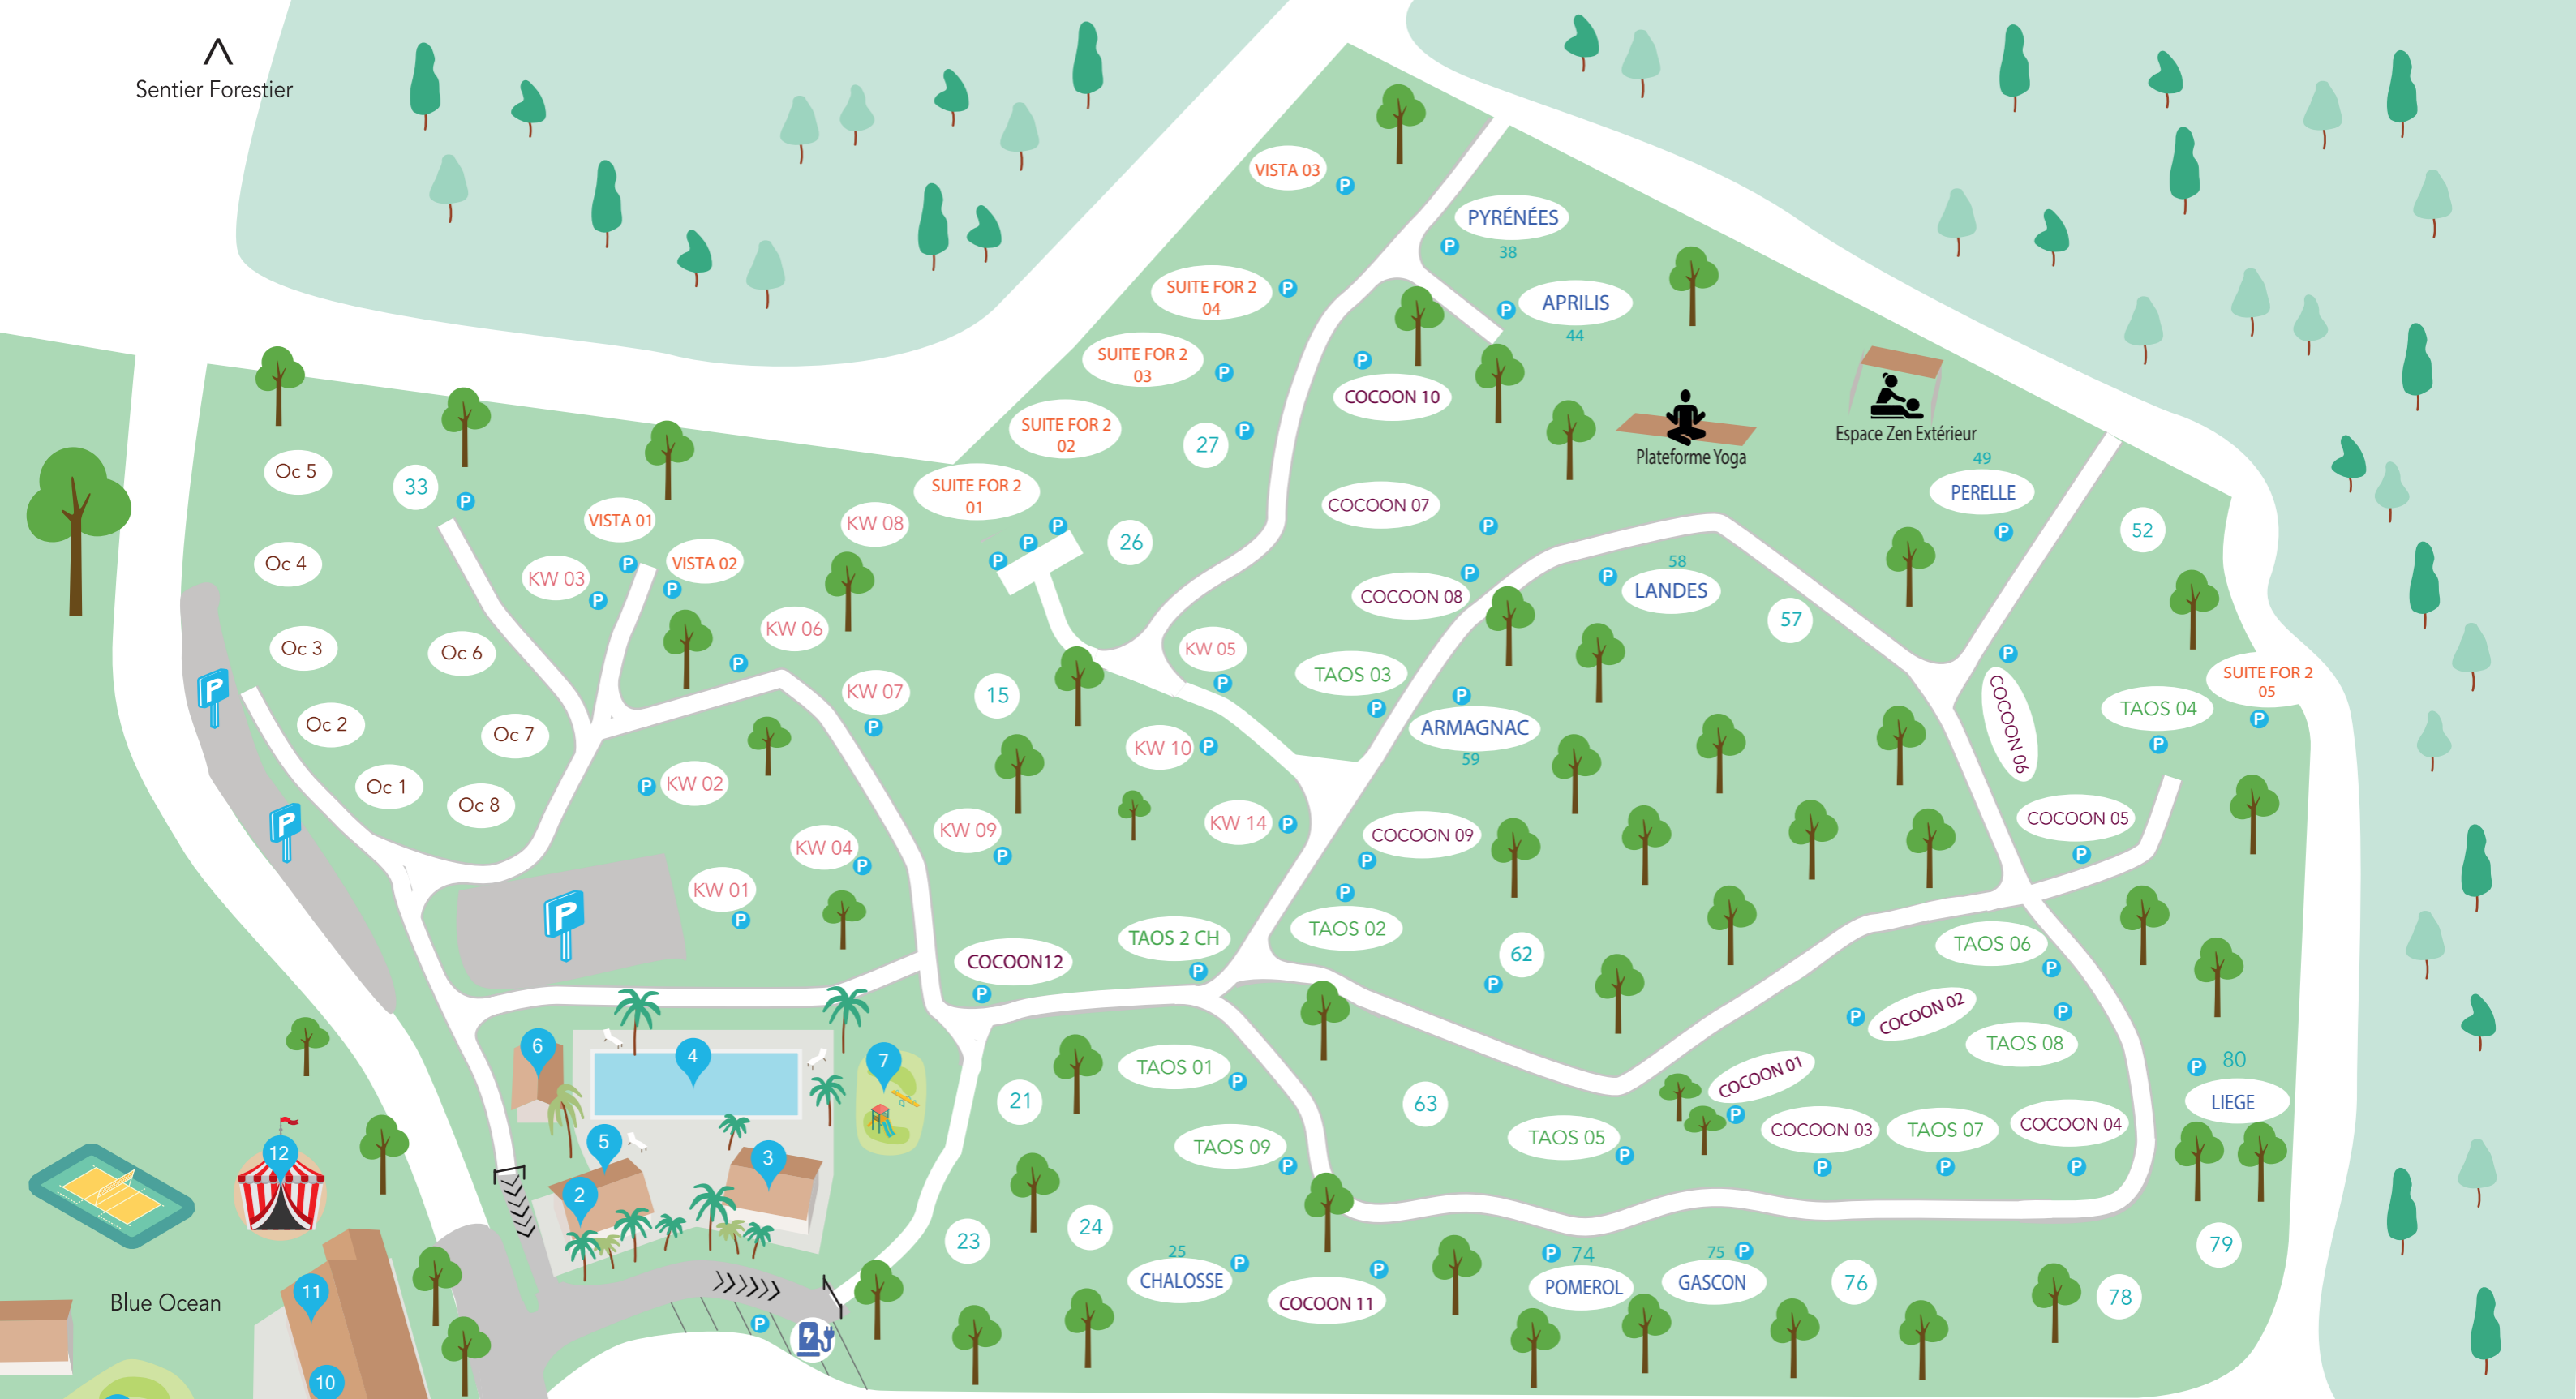 Sentier Forestier
VISTA 03
P
PYRÉNÉES
P
38
SUITE FOR 2
04
P
P
APRILIS
44
SUITE FOR 2
03
P
P
COCOON 10
SUITE FOR 2
02
27
P
Plateforme Yoga
Espace Zen Extérieur
49
PERELLE
P
Oc 5
33
P
SUITE FOR 2
01
P
P
P
26
VISTA 01
P
VISTA 02
P
KW 08
COCOON 07
P
52
Oc 4
KW 03
P
COCOON 08
P
P
58
LANDES
57
Oc 3
Oc 6
KW 06
P
KW 05
P
TAOS 03
P
P
COCOON 06
SUITE FOR 2
05
P
P
Oc 2
Oc 7
KW 07
P
15
KW 10
P
P
ARMAGNAC
59
TAOS 04
P
Oc 1
Oc 8
P
KW 02
P
KW 09
P
KW 14
P
COCOON 09
P
COCOON 05
P
KW 04
P
KW 01
P
P
TAOS 2 CH
P
P
TAOS 02
62
P
TAOS 06
P
COCOON12
P
P
COCOON 02
P
TAOS 08
6
4
7
21
TAOS 01
P
63
COCOON 01
P
P
80
LIEGE
12
5
3
2
TAOS 09
P
TAOS 05
P
COCOON 03
P
TAOS 07
P
COCOON 04
P
23
24
25
P
CHALOSSE
P
COCOON 11
P
74
POMEROL
75
P
GASCON
76
78
79
11
Blue Ocean
P
10